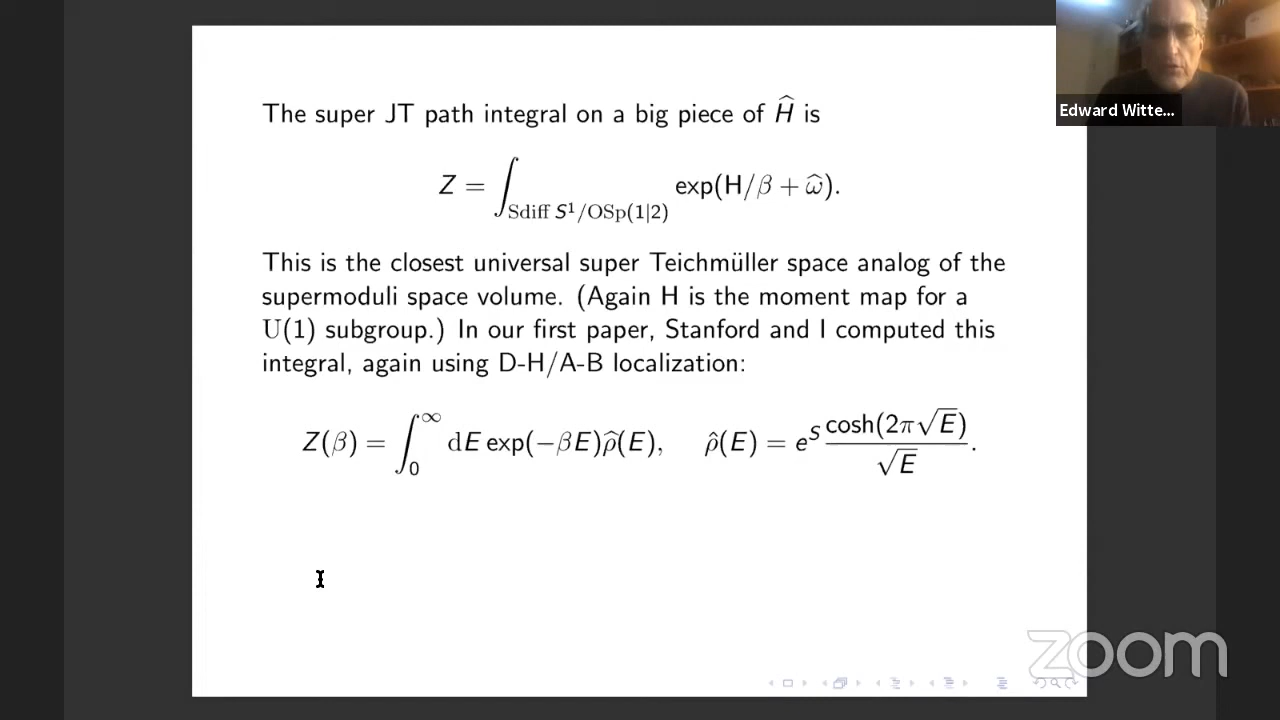 The super JT path integral on a big piece of Ĥ is
Z = ∫_{Sdiff S¹/OSp(1|2)} exp(H/β + ω̂).
This is the closest universal super Teichmüller space analog of the
supermoduli space volume. (Again H is the moment map for a
U(1) subgroup.) In our first paper, Stanford and I computed this
integral, again using D-H/A-B localization:
Z(β) = ∫₀^∞ dE exp(−βE)ρ̂(E), ρ̂(E) = e^S cosh(2π√E)/√E.
Edward Witte...
zoom